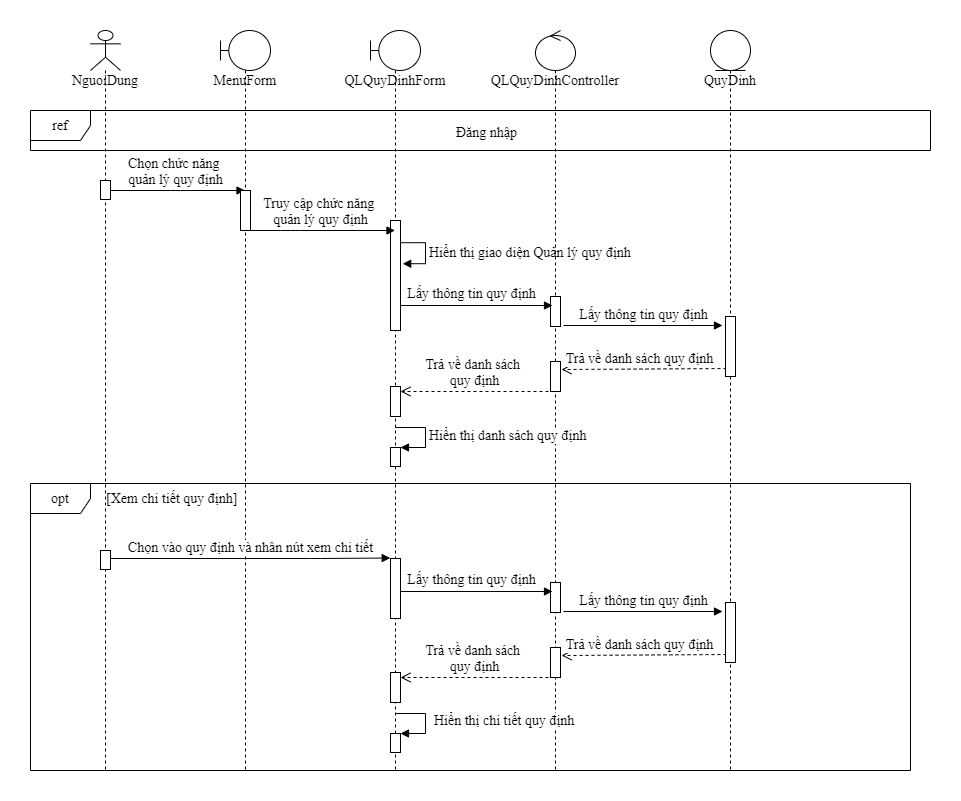 NguoiDung
MenuForm
QLQuyDinhForm
QLQuyDinhController
QuyDinh
ref
Đăng nhập
Chọn chức năng
quản lý quy định
Truy cập chức năng
quản lý quy định
Hiển thị giao diện Quản lý quy định
Lấy thông tin quy định
Lấy thông tin quy định
Trả về danh sách quy định
Trả về danh sách
quy định
Hiển thị danh sách quy định
opt
[Xem chi tiết quy định]
Chọn vào quy định và nhân nút xem chi tiết
Lấy thông tin quy định
Lấy thông tin quy định
Trả về danh sách quy định
Trả về danh sách
quy định
Hiển thị chi tiết quy định